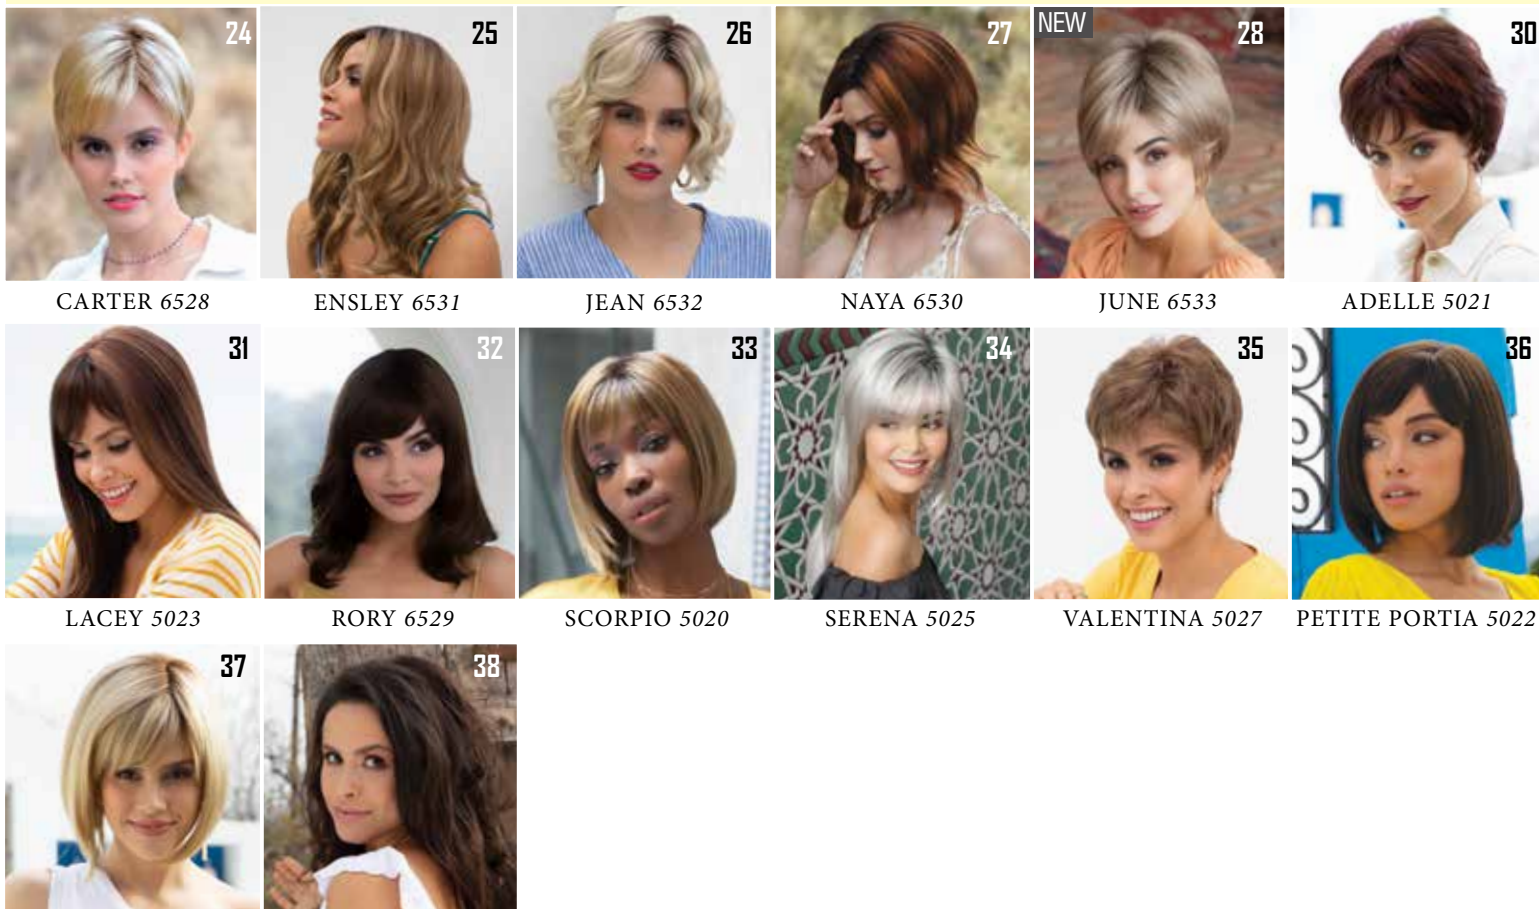 24
25
26
27
NEW
28
30
CARTER 6528
ENSLEY 6531
JEAN 6532
NAYA 6530
JUNE 6533
ADELLE 5021
31
32
33
34
35
36
LACEY 5023
RORY 6529
SCORPIO 5020
SERENA 5025
VALENTINA 5027
PETITE PORTIA 5022
37
38